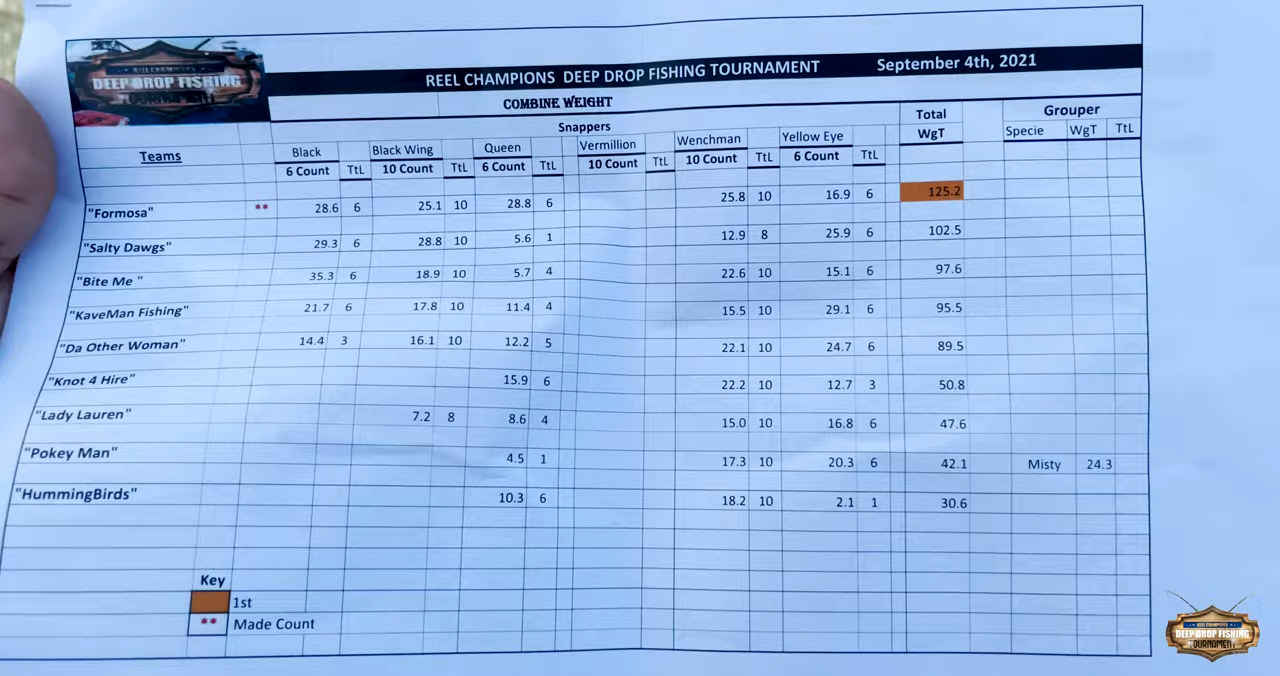 REEL CHAMPIONS
DEEP DROP FISHING
TOURNAMENT
REEL CHAMPIONS DEEP DROP FISHING TOURNAMENT September 4th, 2021
COMBINE WEIGHT
Snappers Total Grouper
Teams Black Black Wing Queen Vermillion Wenchman Yellow Eye WgT Specie WgT TtL
6 Count TtL 10 Count TtL 6 Count TtL 10 Count TtL 10 Count TtL 6 Count TtL
"Formosa" ** 28.6 6 25.1 10 28.8 6 25.8 10 16.9 6 125.2
"Salty Dawgs" 29.3 6 28.8 10 5.6 1 12.9 8 25.9 6 102.5
"Bite Me " 35.3 6 18.9 10 5.7 4 22.6 10 15.1 6 97.6
"KaveMan Fishing" 21.7 6 17.8 10 11.4 4 15.5 10 29.1 6 95.5
"Da Other Woman" 14.4 3 16.1 10 12.2 5 22.1 10 24.7 6 89.5
"Knot 4 Hire" 15.9 6 22.2 10 12.7 3 50.8
"Lady Lauren" 7.2 8 8.6 4 15.0 10 16.8 6 47.6
"Pokey Man" 4.5 1 17.3 10 20.3 6 42.1 Misty 24.3
"HummingBirds" 10.3 6 18.2 10 2.1 1 30.6
Key
1st
** Made Count
REEL CHAMPIONS
DEEP DROP FISHING
TOURNAMENT